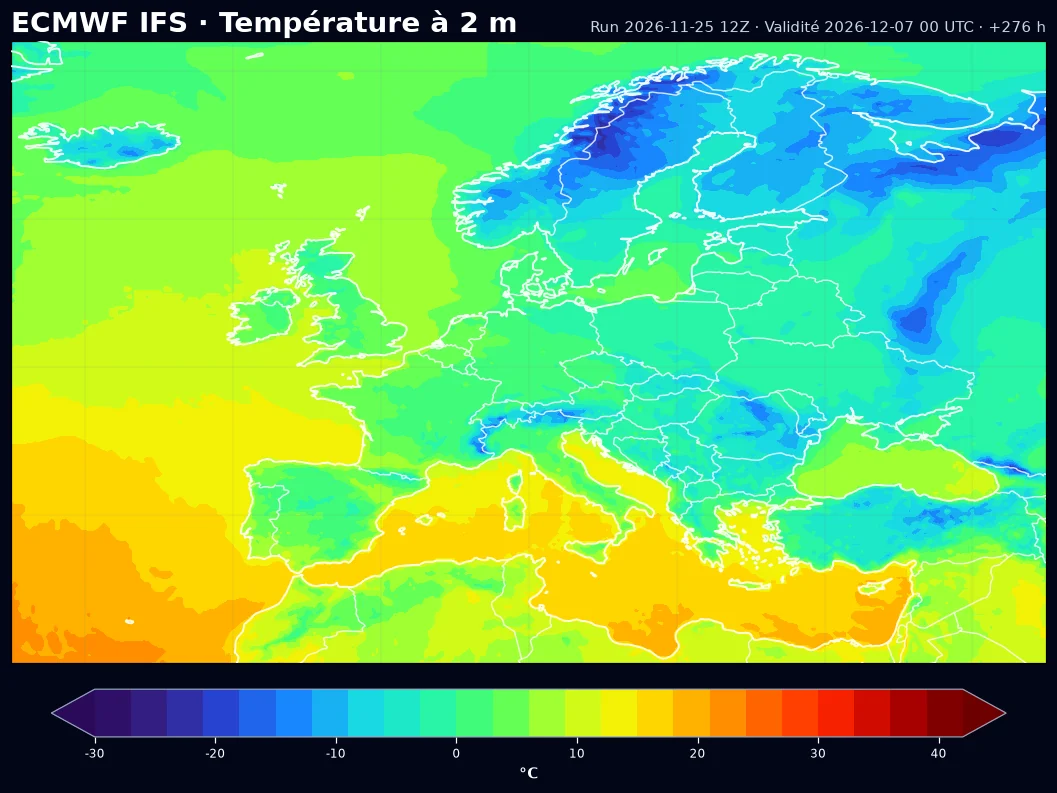 ECMWF IFS · Température à 2 m
Run 2026-11-25 12Z · Validité 2026-12-07 00 UTC · +276 h
-30 -20 -10 0 10 20 30 40
°C